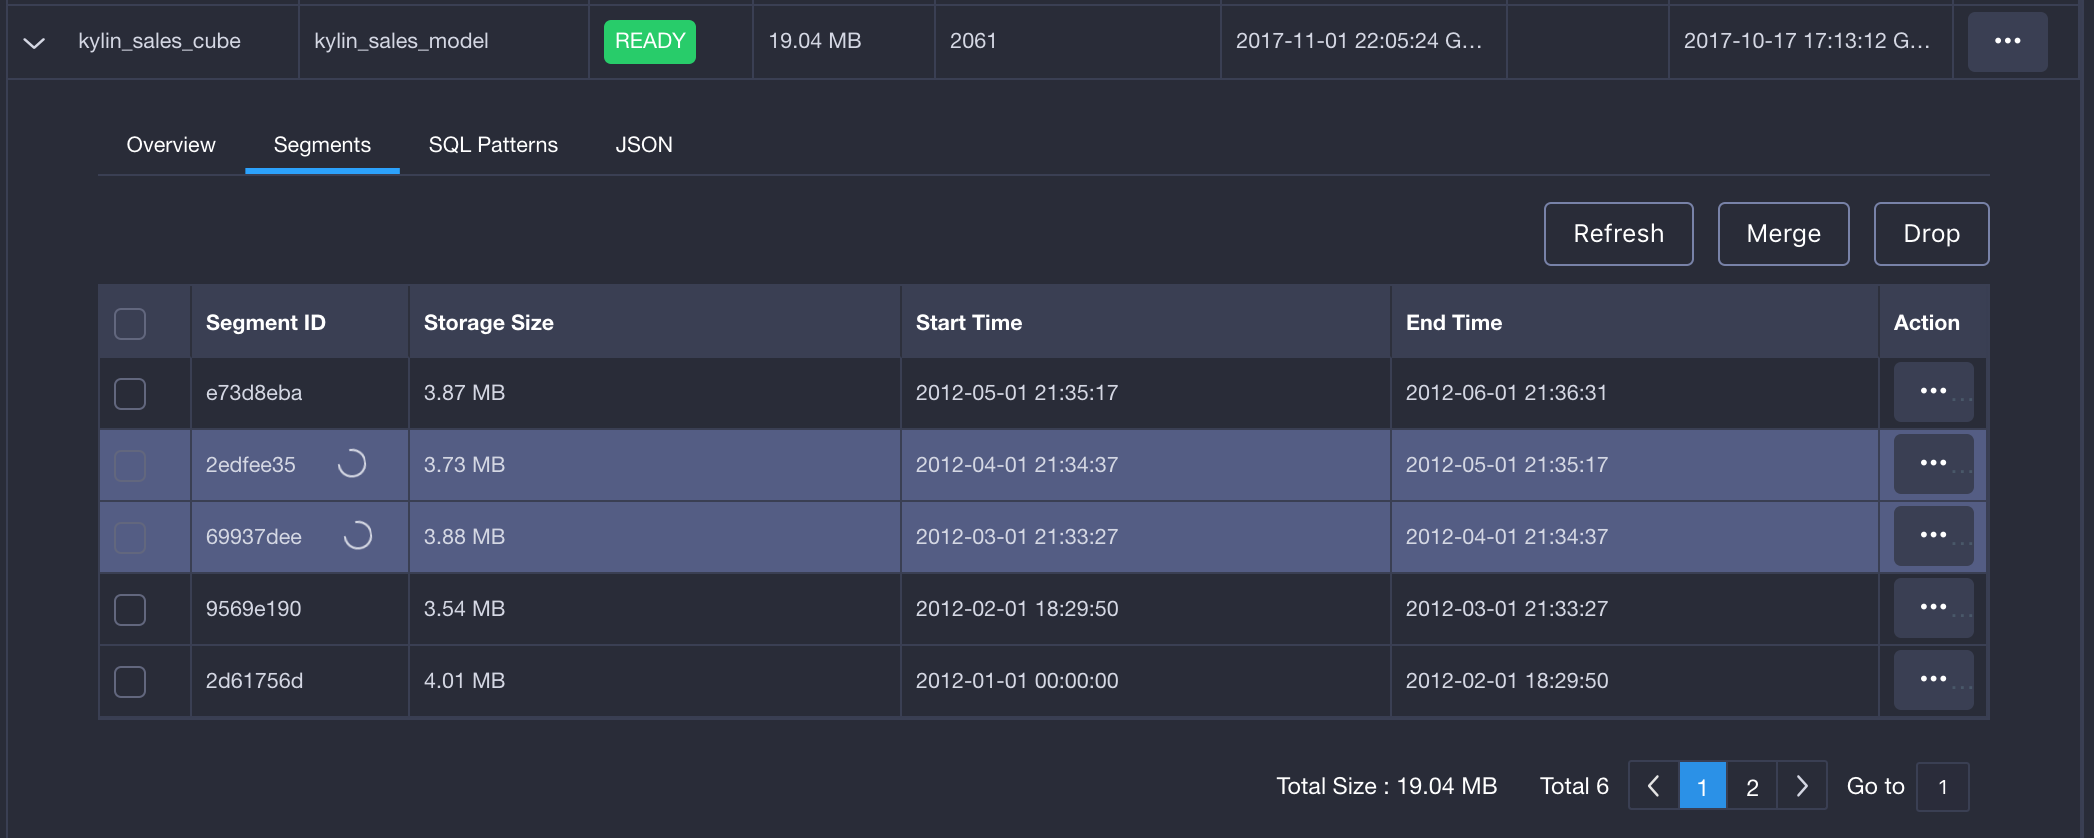 kylin_sales_cube kylin_sales_model READY 19.04 MB 2061 2017-11-01 22:05:24 G... 2017-10-17 17:13:12 G... •••
Overview Segments SQL Patterns JSON
Refresh Merge Drop
Segment ID Storage Size Start Time End Time Action
e73d8eba 3.87 MB 2012-05-01 21:35:17 2012-06-01 21:36:31 •••...
2edfee35 3.73 MB 2012-04-01 21:34:37 2012-05-01 21:35:17 •••...
69937dee 3.88 MB 2012-03-01 21:33:27 2012-04-01 21:34:37 •••...
9569e190 3.54 MB 2012-02-01 18:29:50 2012-03-01 21:33:27 •••...
2d61756d 4.01 MB 2012-01-01 00:00:00 2012-02-01 18:29:50 •••...
Total Size : 19.04 MB Total 6 < 1 2 > Go to 1